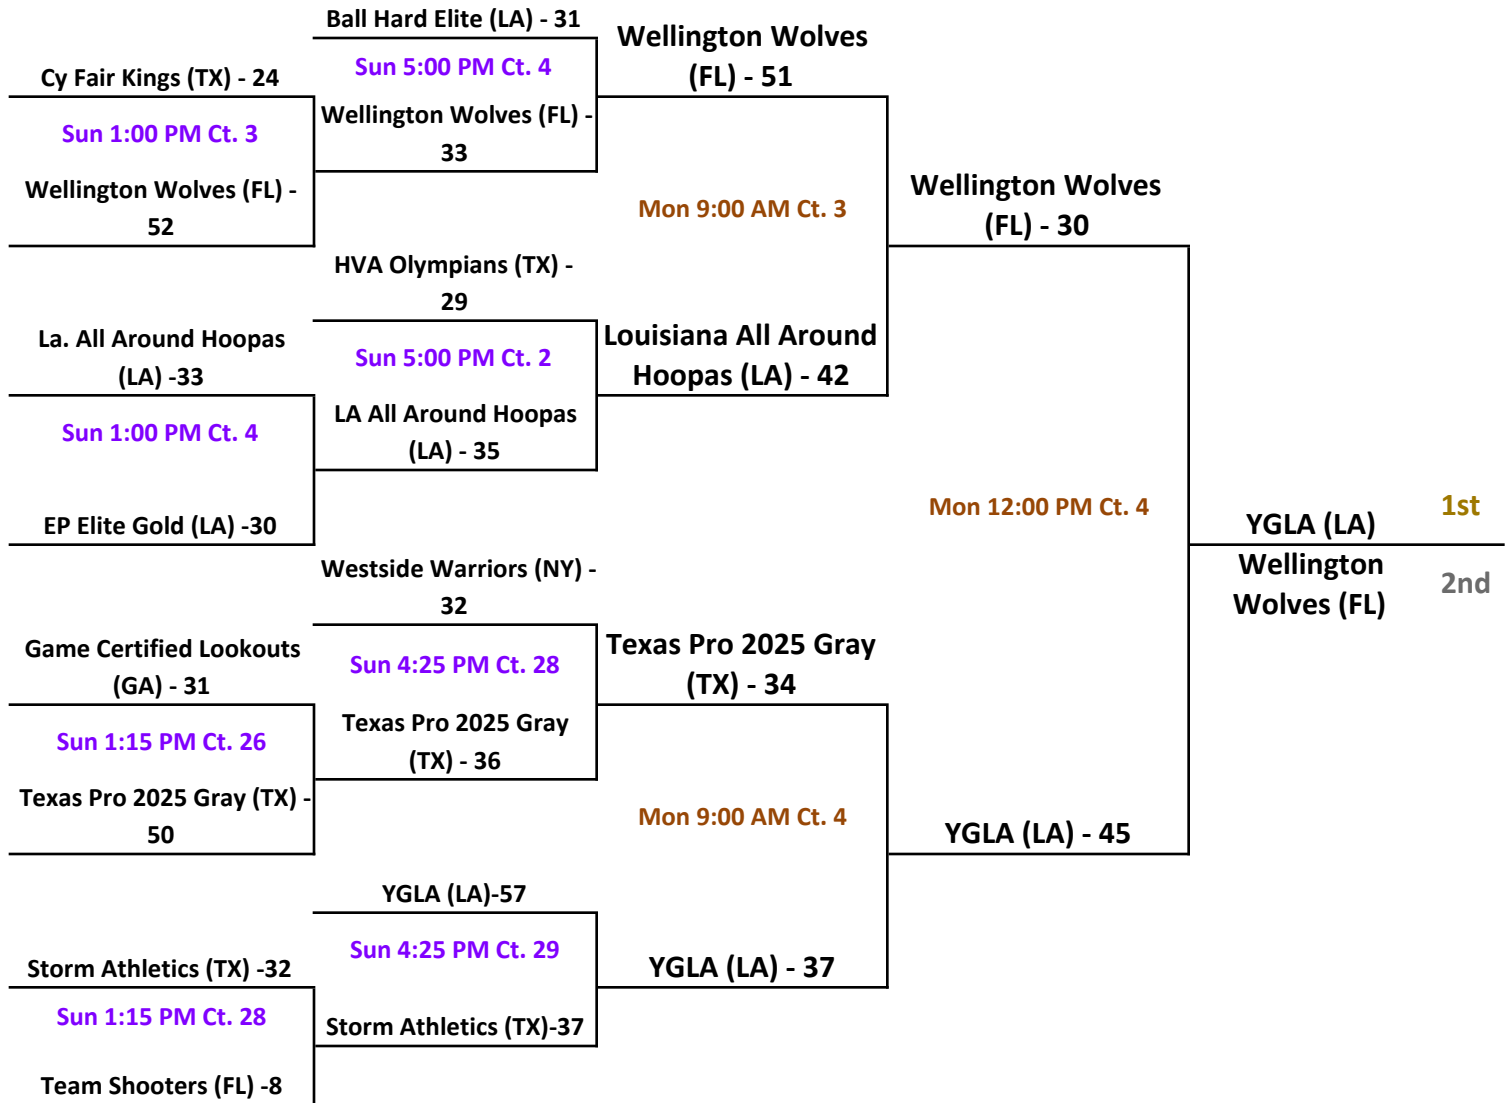 Ball Hard Elite (LA) - 31
Wellington Wolves
(FL) - 51
Cy Fair Kings (TX) - 24
Sun 5:00 PM Ct. 4
Sun 1:00 PM Ct. 3
Wellington Wolves (FL) -
33
Wellington Wolves (FL) -
52
Mon 9:00 AM Ct. 3
Wellington Wolves
(FL) - 30
HVA Olympians (TX) -
29
La. All Around Hoopas
(LA) -33
Sun 5:00 PM Ct. 2
Louisiana All Around
Hoopas (LA) - 42
Sun 1:00 PM Ct. 4
LA All Around Hoopas
(LA) - 35
EP Elite Gold (LA) -30
Mon 12:00 PM Ct. 4
YGLA (LA)
1st
Wellington
Wolves (FL)
2nd
Westside Warriors (NY) -
32
Game Certified Lookouts
(GA) - 31
Sun 4:25 PM Ct. 28
Texas Pro 2025 Gray
(TX) - 34
Sun 1:15 PM Ct. 26
Texas Pro 2025 Gray
(TX) - 36
Texas Pro 2025 Gray (TX) -
50
Mon 9:00 AM Ct. 4
YGLA (LA) - 45
YGLA (LA)-57
Storm Athletics (TX) -32
Sun 4:25 PM Ct. 29
YGLA (LA) - 37
Sun 1:15 PM Ct. 28
Storm Athletics (TX)-37
Team Shooters (FL) -8